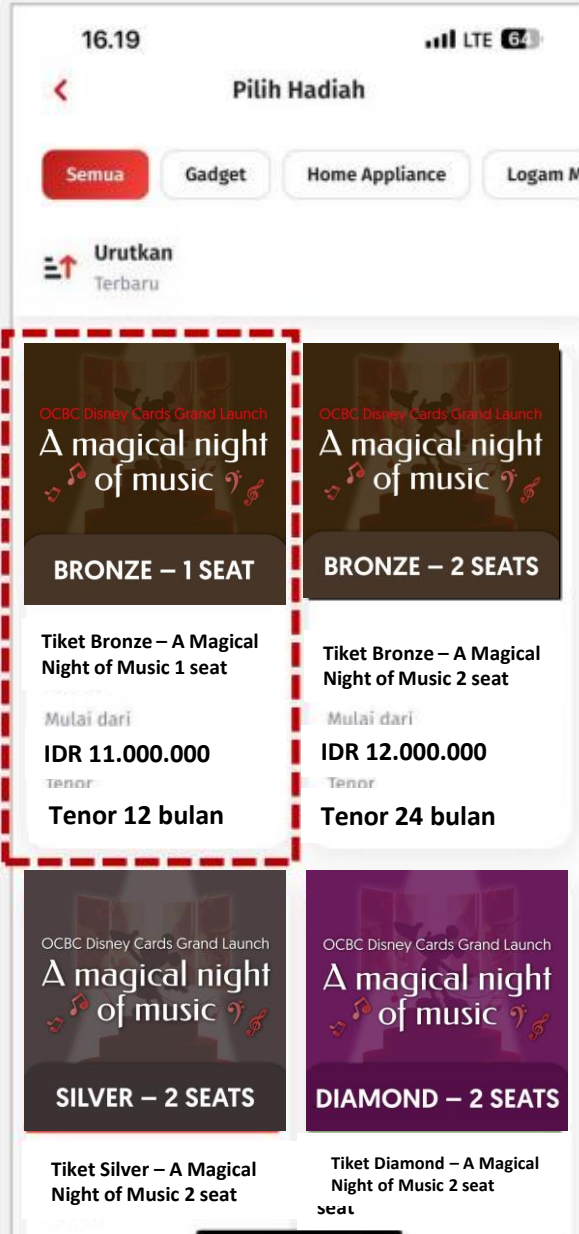 16.19
LTE 64
Pilih Hadiah
Semua
Gadget
Home Appliance
Logam M
Urutkan
Terbaru
OCBC Disney Cards Grand Launch
A magical night
of music
BRONZE – 1 SEAT
Tiket Bronze – A Magical
Night of Music 1 seat
Mulai dari
IDR 11.000.000
Tenor
Tenor 12 bulan
OCBC Disney Cards Grand Launch
A magical night
of music
BRONZE – 2 SEATS
Tiket Bronze – A Magical
Night of Music 2 seat
Mulai dari
IDR 12.000.000
Tenor
Tenor 24 bulan
OCBC Disney Cards Grand Launch
A magical night
of music
SILVER – 2 SEATS
Tiket Silver – A Magical
Night of Music 2 seat
OCBC Disney Cards Grand Launch
A magical night
of music
DIAMOND – 2 SEATS
Tiket Diamond – A Magical
Night of Music 2 seat
seat